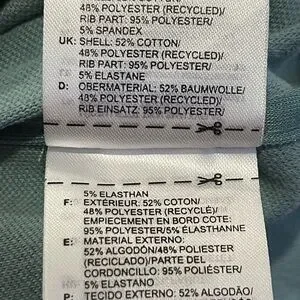 48% POLYESTER (RECYCLED)/
RIB PART: 95% POLYESTER/
5% SPANDEX
UK: SHELL: 52% COTTON/
48% POLYESTER (RECYCLED)/
RIB PART: 95% POLYESTER/
5% ELASTANE
D: OBERMATERIAL: 52% BAUMWOLLE/
48% POLYESTER (RECYCLED)/
RIB EINSATZ: 95% POLYESTER/
5% ELASTHAN
F: EXTÉRIEUR: 52% COTON/
48% POLYESTER (RECYCLÉ)/
EMPIECEMENT EN BORD COTE:
95% POLYESTER/5% ÉLASTHANNE
E: MATERIAL EXTERNO:
52% ALGODÓN/48% POLIÉSTER
(RECICLADO)/PARTE DEL
CORDONCILLO: 95% POLIÉSTER/
5% ELASTANO
P: TECIDO EXTERNO: 52% ALGODÃO/